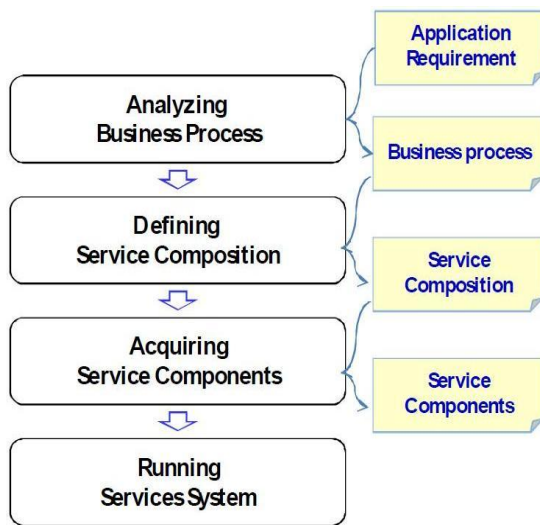 Application
Requirement
Analyzing
Business Process
Business process
Defining
Service Composition
Service
Composition
Acquiring
Service Components
Service
Components
Running
Services System